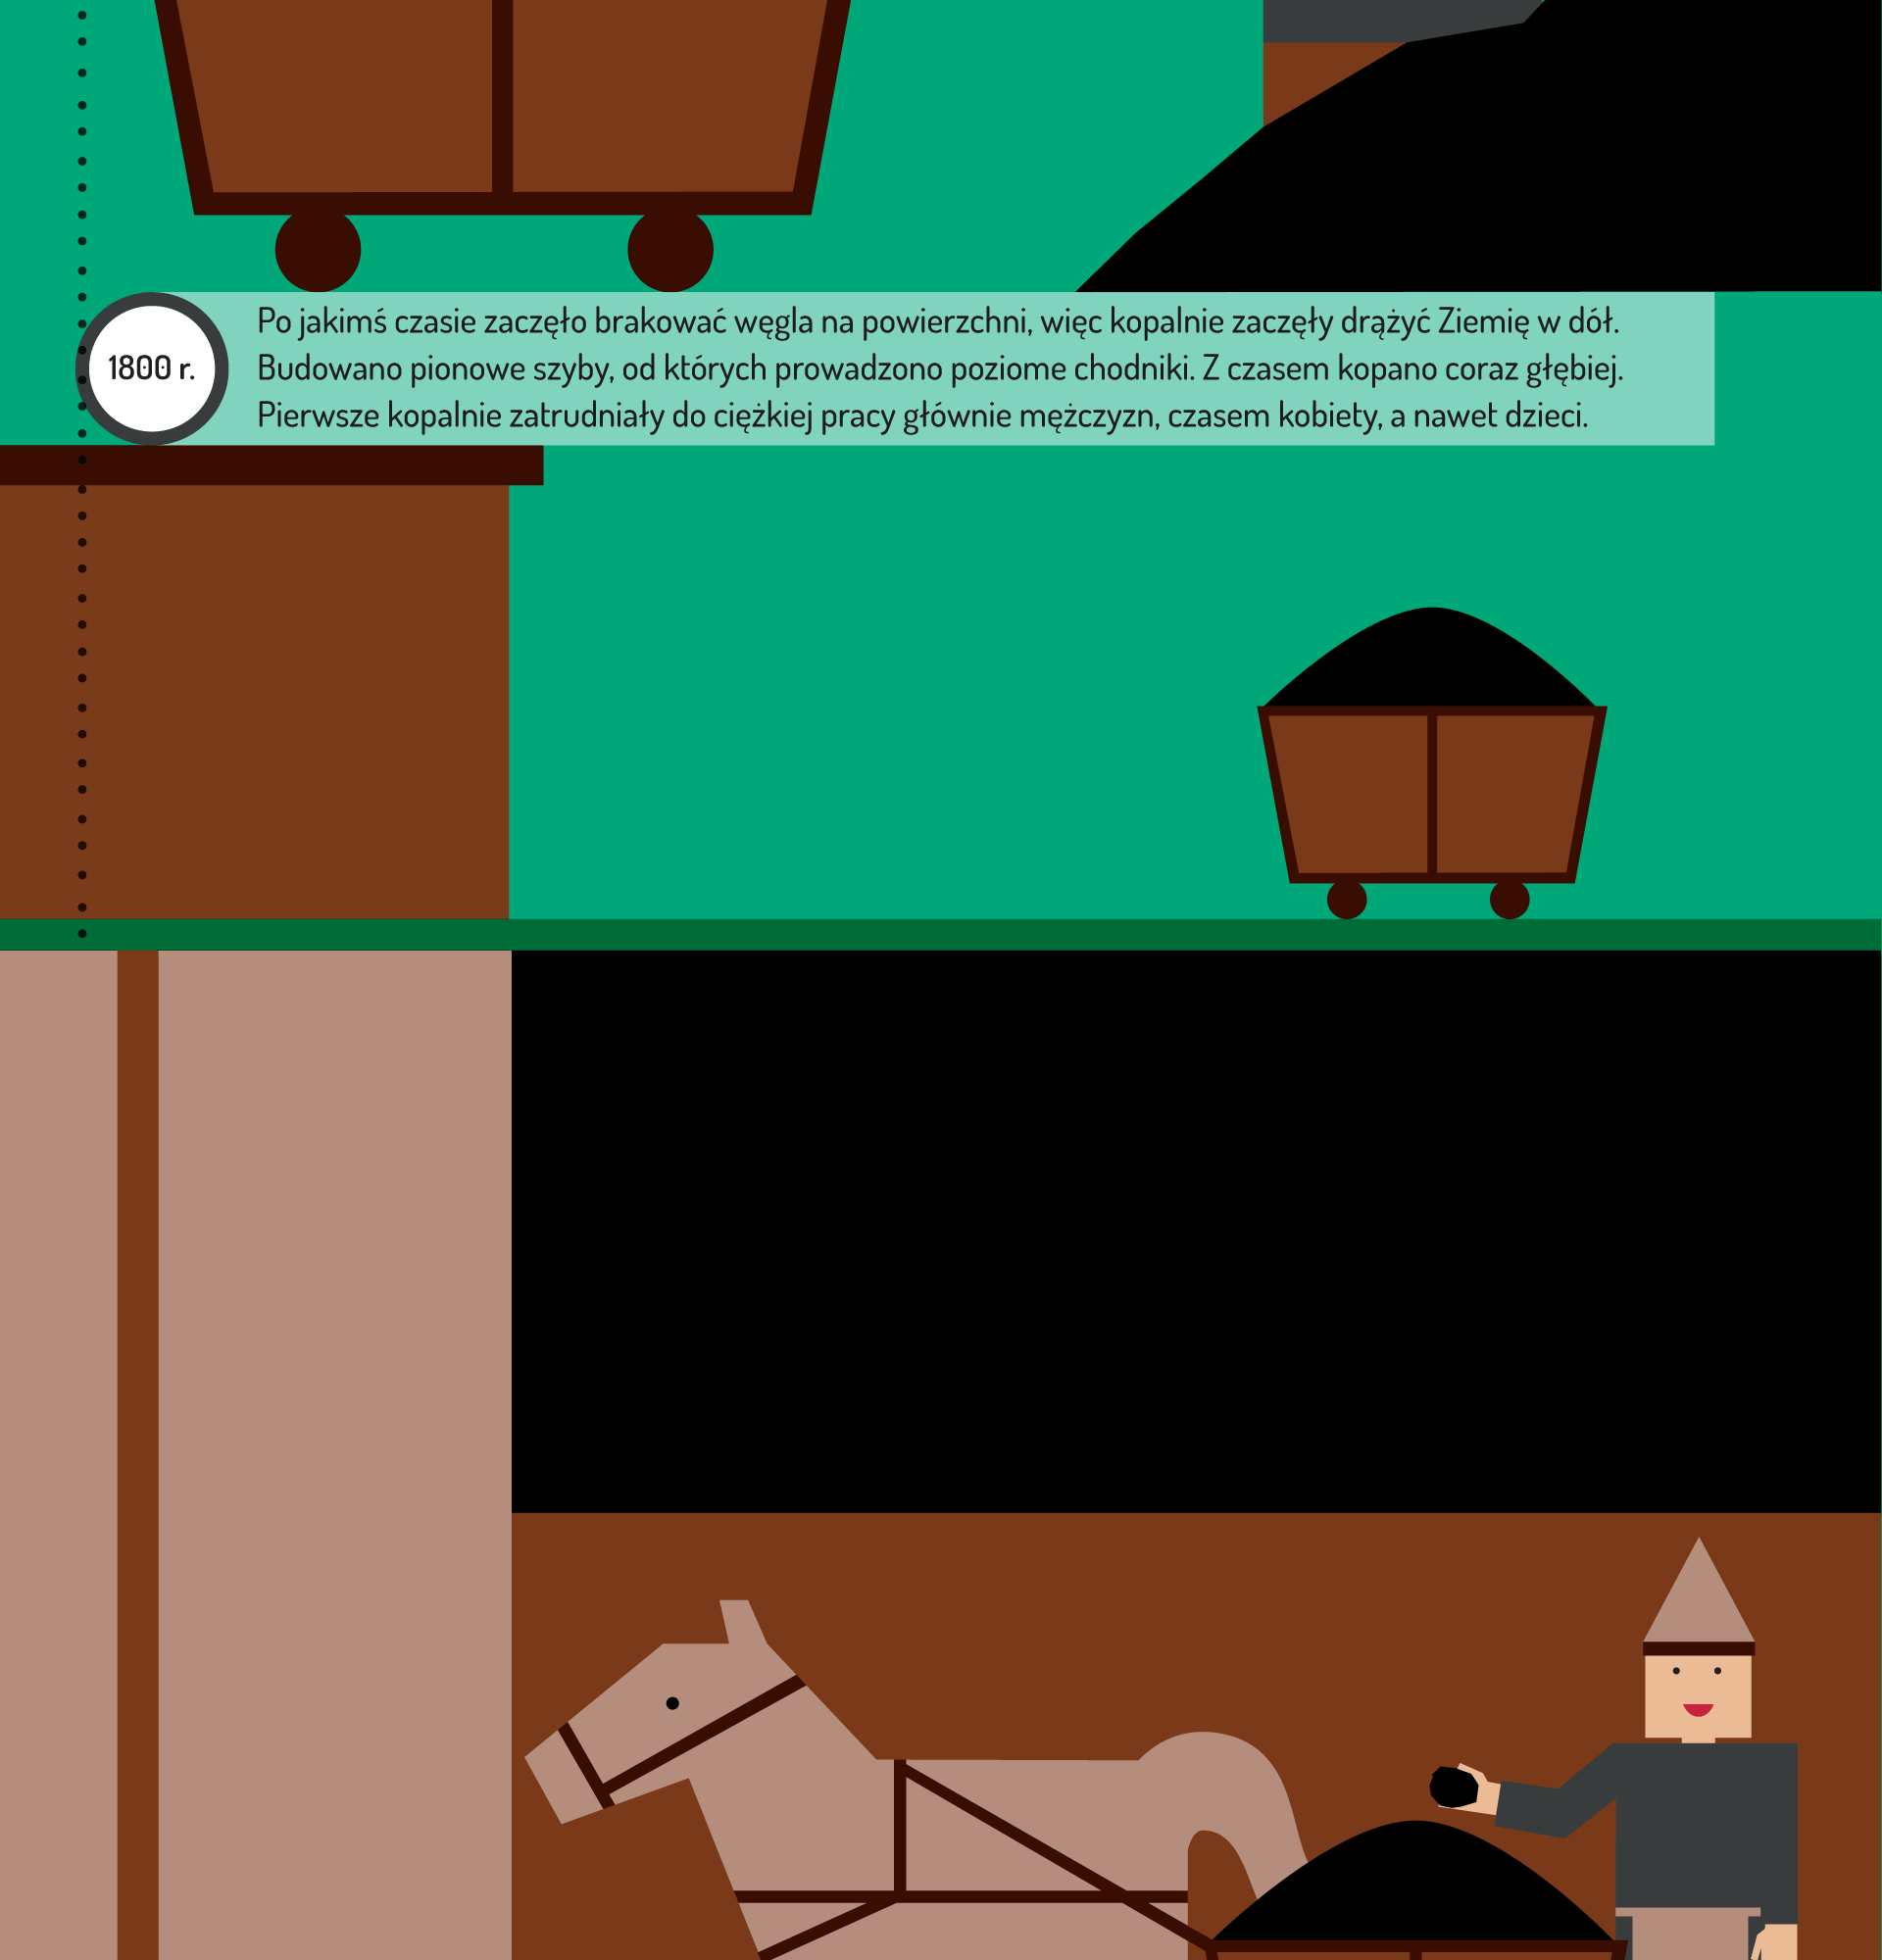 1800 r.
Po jakimś czasie zaczęło brakować węgla na powierzchni, więc kopalnie zaczęły drążyć Ziemię w dół.
Budowano pionowe szyby, od których prowadzono poziome chodniki. Z czasem kopano coraz głębiej.
Pierwsze kopalnie zatrudniały do ciężkiej pracy głównie mężczyzn, czasem kobiety, a nawet dzieci.